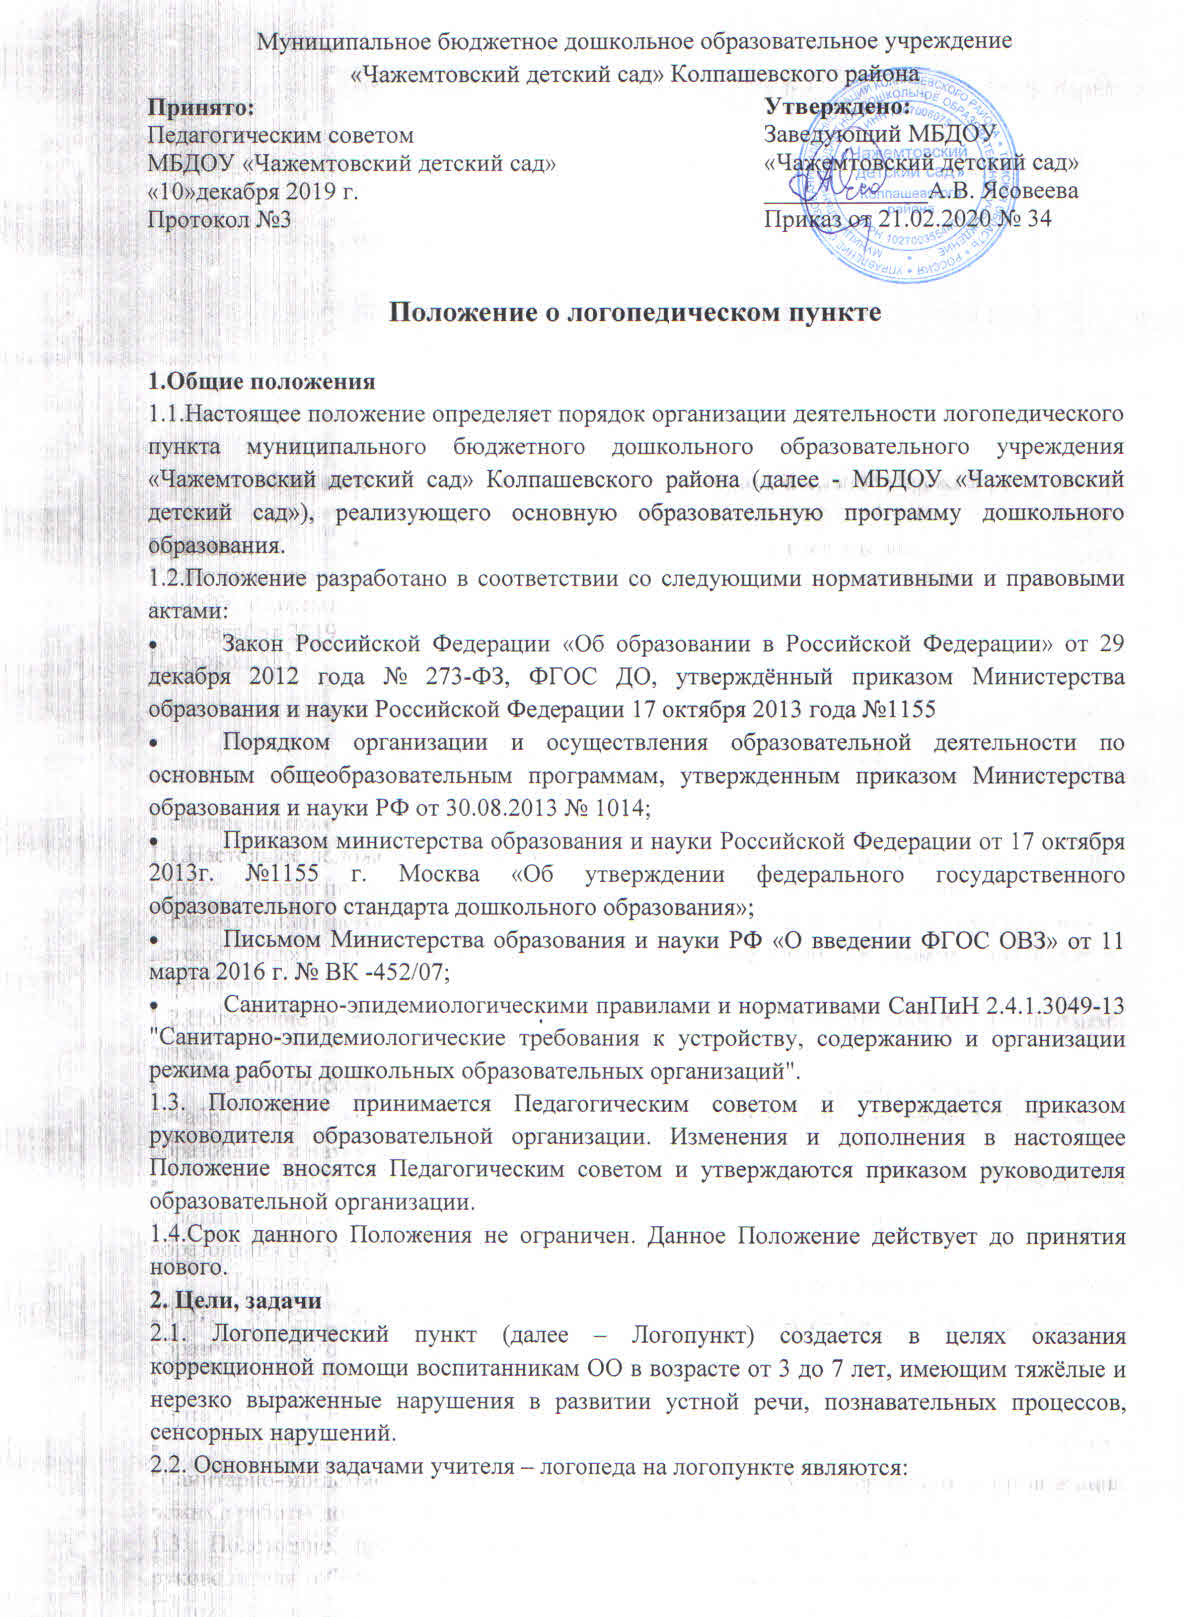 Муниципальное бюджетное дошкольное образовательное учреждение
«Чажемтовский детский сад» Колпашевского района
Принято:
Педагогическим советом
МБДОУ «Чажемтовский детский сад»
«10»декабря 2019 г.
Протокол №3
Утверждено:
Заведующий МБДОУ
«Чажемтовский детский сад»
А.В. Ясовеева
Приказ от 21.02.2020 № 34
Чажемтовский
детский сад
Колпашевского
района
Положение о логопедическом пункте
1.Общие положения
1.1.Настоящее положение определяет порядок организации деятельности логопедического
пункта муниципального бюджетного дошкольного образовательного учреждения
«Чажемтовский детский сад» Колпашевского района (далее - МБДОУ «Чажемтовский
детский сад»), реализующего основную образовательную программу дошкольного
образования.
1.2.Положение разработано в соответствии со следующими нормативными и правовыми
актами:
• Закон Российской Федерации «Об образовании в Российской Федерации» от 29
декабря 2012 года № 273-ФЗ, ФГОС ДО, утверждённый приказом Министерства
образования и науки Российской Федерации 17 октября 2013 года №1155
• Порядком организации и осуществления образовательной деятельности по
основным общеобразовательным программам, утвержденным приказом Министерства
образования и науки РФ от 30.08.2013 № 1014;
• Приказом министерства образования и науки Российской Федерации от 17 октября
2013г. №1155 г. Москва «Об утверждении федерального государственного
образовательного стандарта дошкольного образования»;
• Письмом Министерства образования и науки РФ «О введении ФГОС ОВЗ» от 11
марта 2016 г. № ВК -452/07;
• Санитарно-эпидемиологическими правилами и нормативами СанПиН 2.4.1.3049-13
"Санитарно-эпидемиологические требования к устройству, содержанию и организации
режима работы дошкольных образовательных организаций".
1.3. Положение принимается Педагогическим советом и утверждается приказом
руководителя образовательной организации. Изменения и дополнения в настоящее
Положение вносятся Педагогическим советом и утверждаются приказом руководителя
образовательной организации.
1.4.Срок данного Положения не ограничен. Данное Положение действует до принятия
нового.
2. Цели, задачи
2.1. Логопедический пункт (далее – Логопункт) создается в целях оказания
коррекционной помощи воспитанникам ОО в возрасте от 3 до 7 лет, имеющим тяжёлые и
нерезко выраженные нарушения в развитии устной речи, познавательных процессов,
сенсорных нарушений.
2.2. Основными задачами учителя – логопеда на логопункте являются: